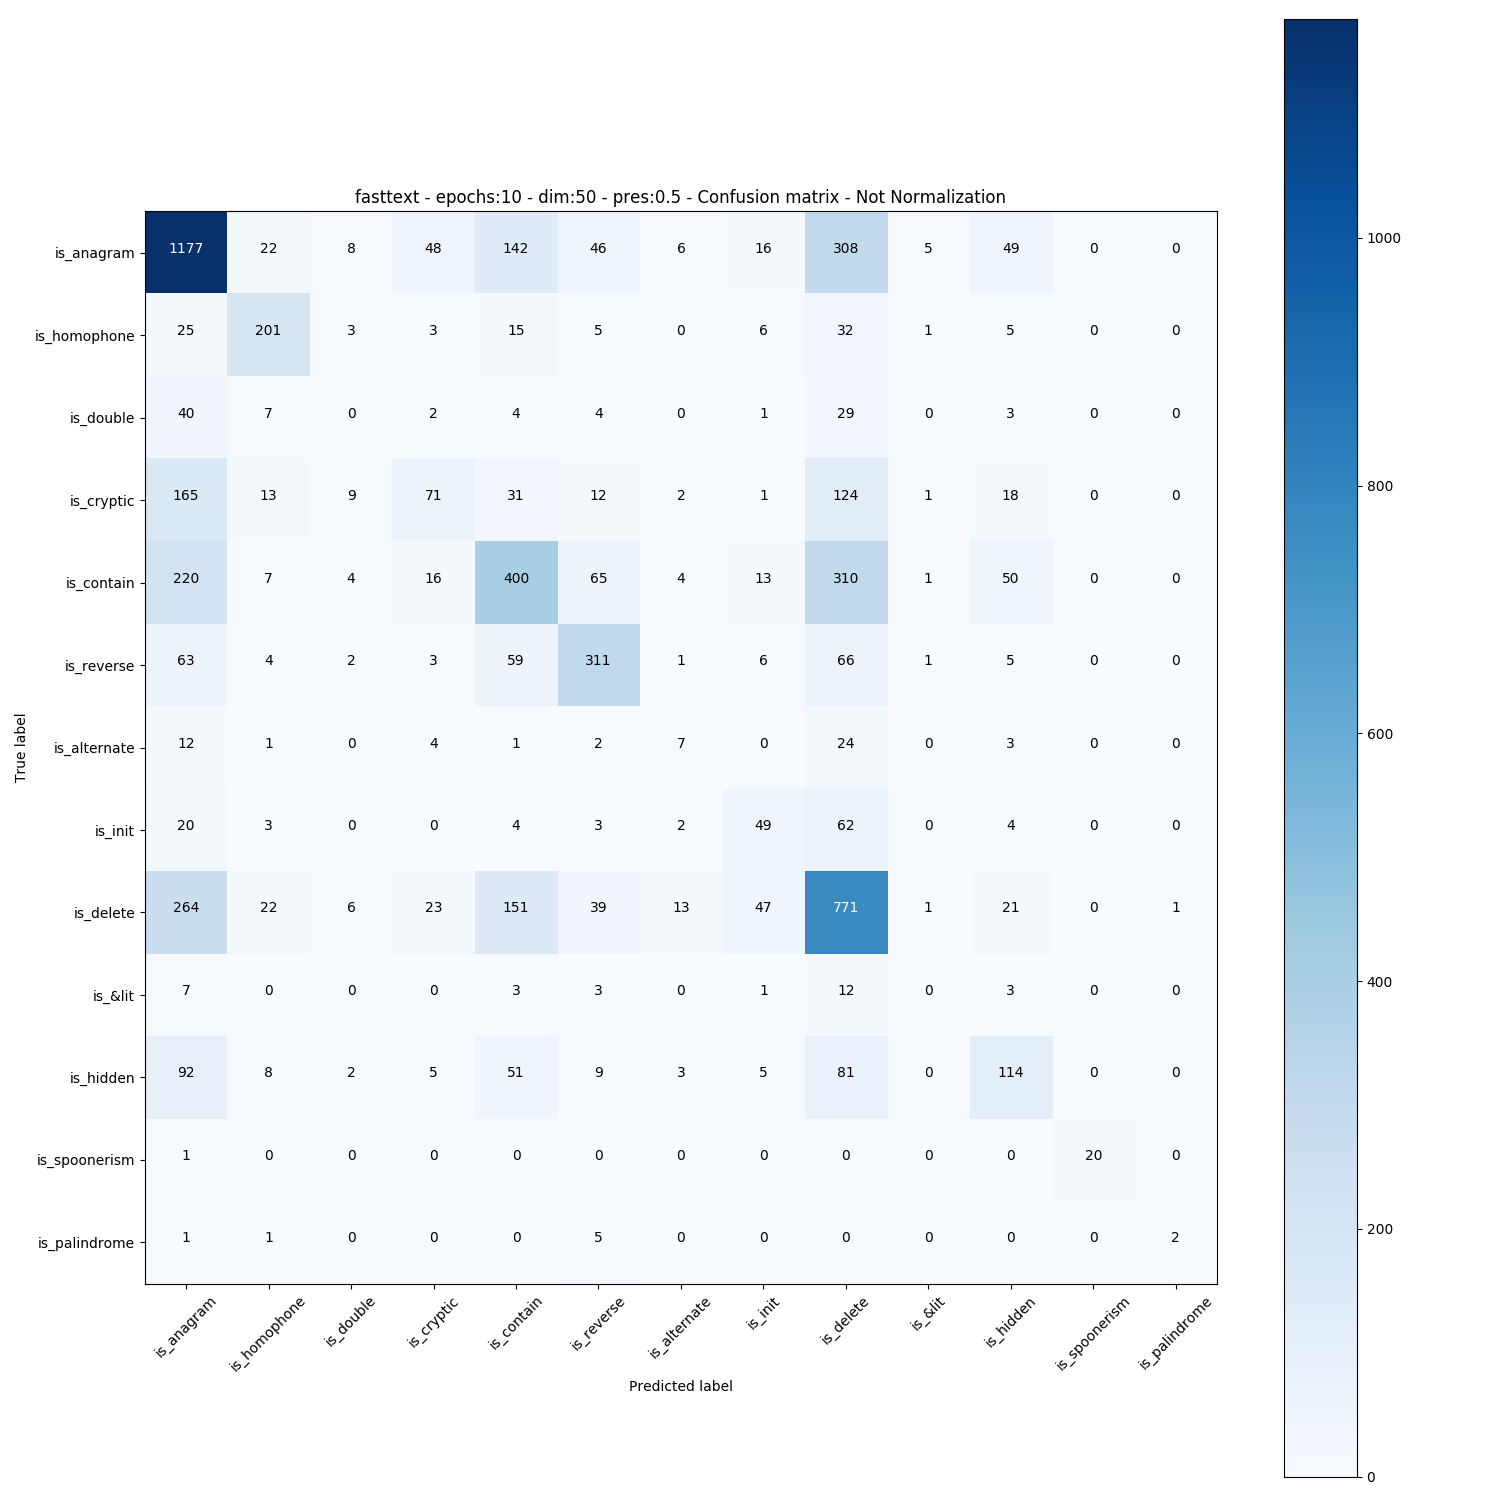 fasttext - epochs:10 - dim:50 - pres:0.5 - Confusion matrix - Not Normalization
True label
is_anagram 1177 22 8 48 142 46 6 16 308 5 49 0 0
is_homophone 25 201 3 3 15 5 0 6 32 1 5 0 0
is_double 40 7 0 2 4 4 0 1 29 0 3 0 0
is_cryptic 165 13 9 71 31 12 2 1 124 1 18 0 0
is_contain 220 7 4 16 400 65 4 13 310 1 50 0 0
is_reverse 63 4 2 3 59 311 1 6 66 1 5 0 0
is_alternate 12 1 0 4 1 2 7 0 24 0 3 0 0
is_init 20 3 0 0 4 3 2 49 62 0 4 0 0
is_delete 264 22 6 23 151 39 13 47 771 1 21 0 1
is_&lit 7 0 0 0 3 3 0 1 12 0 3 0 0
is_hidden 92 8 2 5 51 9 3 5 81 0 114 0 0
is_spoonerism 1 0 0 0 0 0 0 0 0 0 0 20 0
is_palindrome 1 1 0 0 0 5 0 0 0 0 0 0 2
is_anagram is_homophone is_double is_cryptic is_contain is_reverse is_alternate is_init is_delete is_&lit is_hidden is_spoonerism is_palindrome
Predicted label
1000
800
600
400
200
0